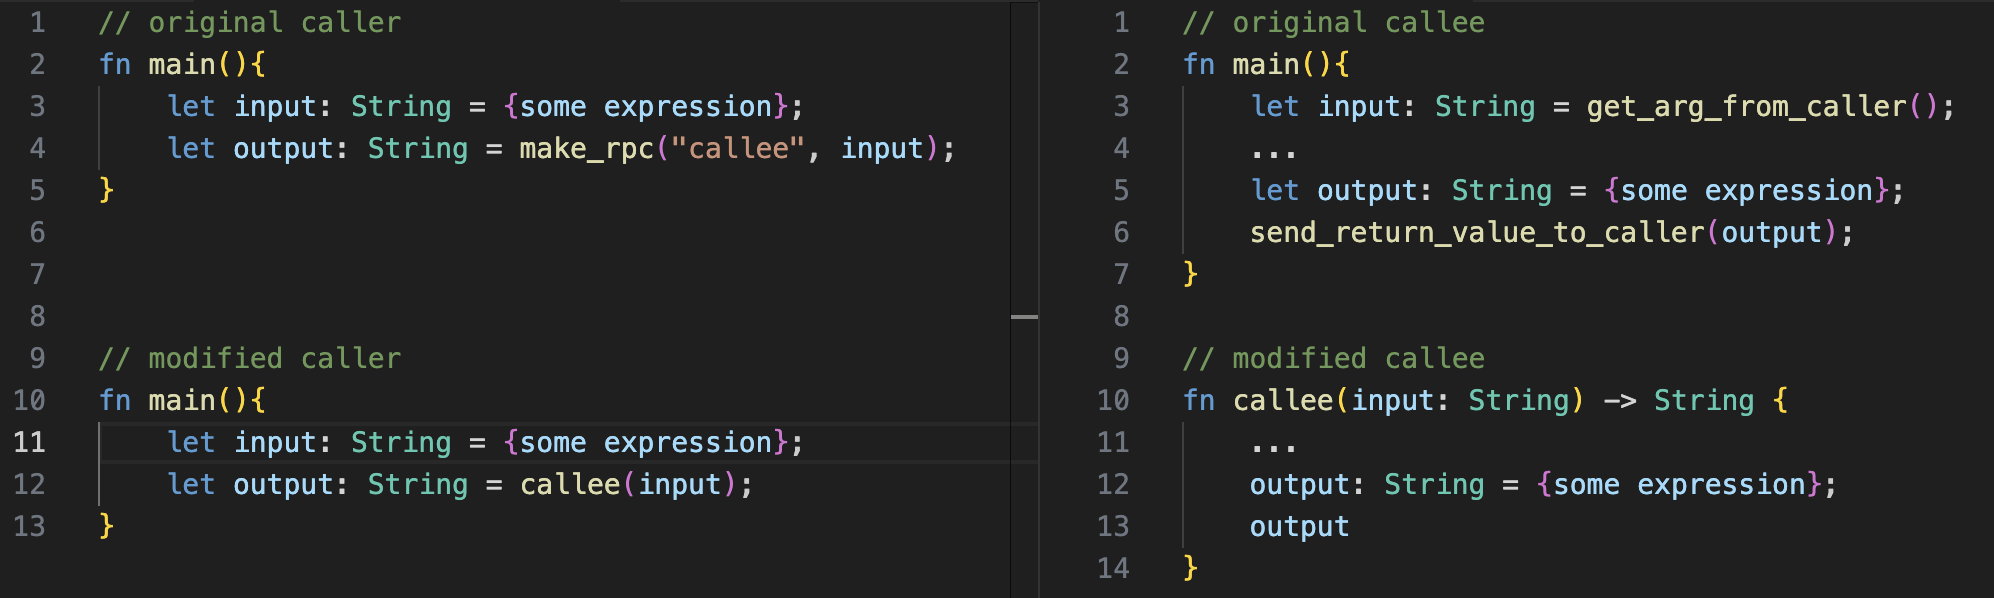 1 // original caller
2 fn main(){
3 let input: String = {some expression};
4 let output: String = make_rpc("callee", input);
5 }
6
7
8
9 // modified caller
10 fn main(){
11 let input: String = {some expression};
12 let output: String = callee(input);
13 }
1 // original callee
2 fn main(){
3 let input: String = get_arg_from_caller();
4 ...
5 let output: String = {some expression};
6 send_return_value_to_caller(output);
7 }
8
9 // modified callee
10 fn callee(input: String) -> String {
11 ...
12 output: String = {some expression};
13 output
14 }